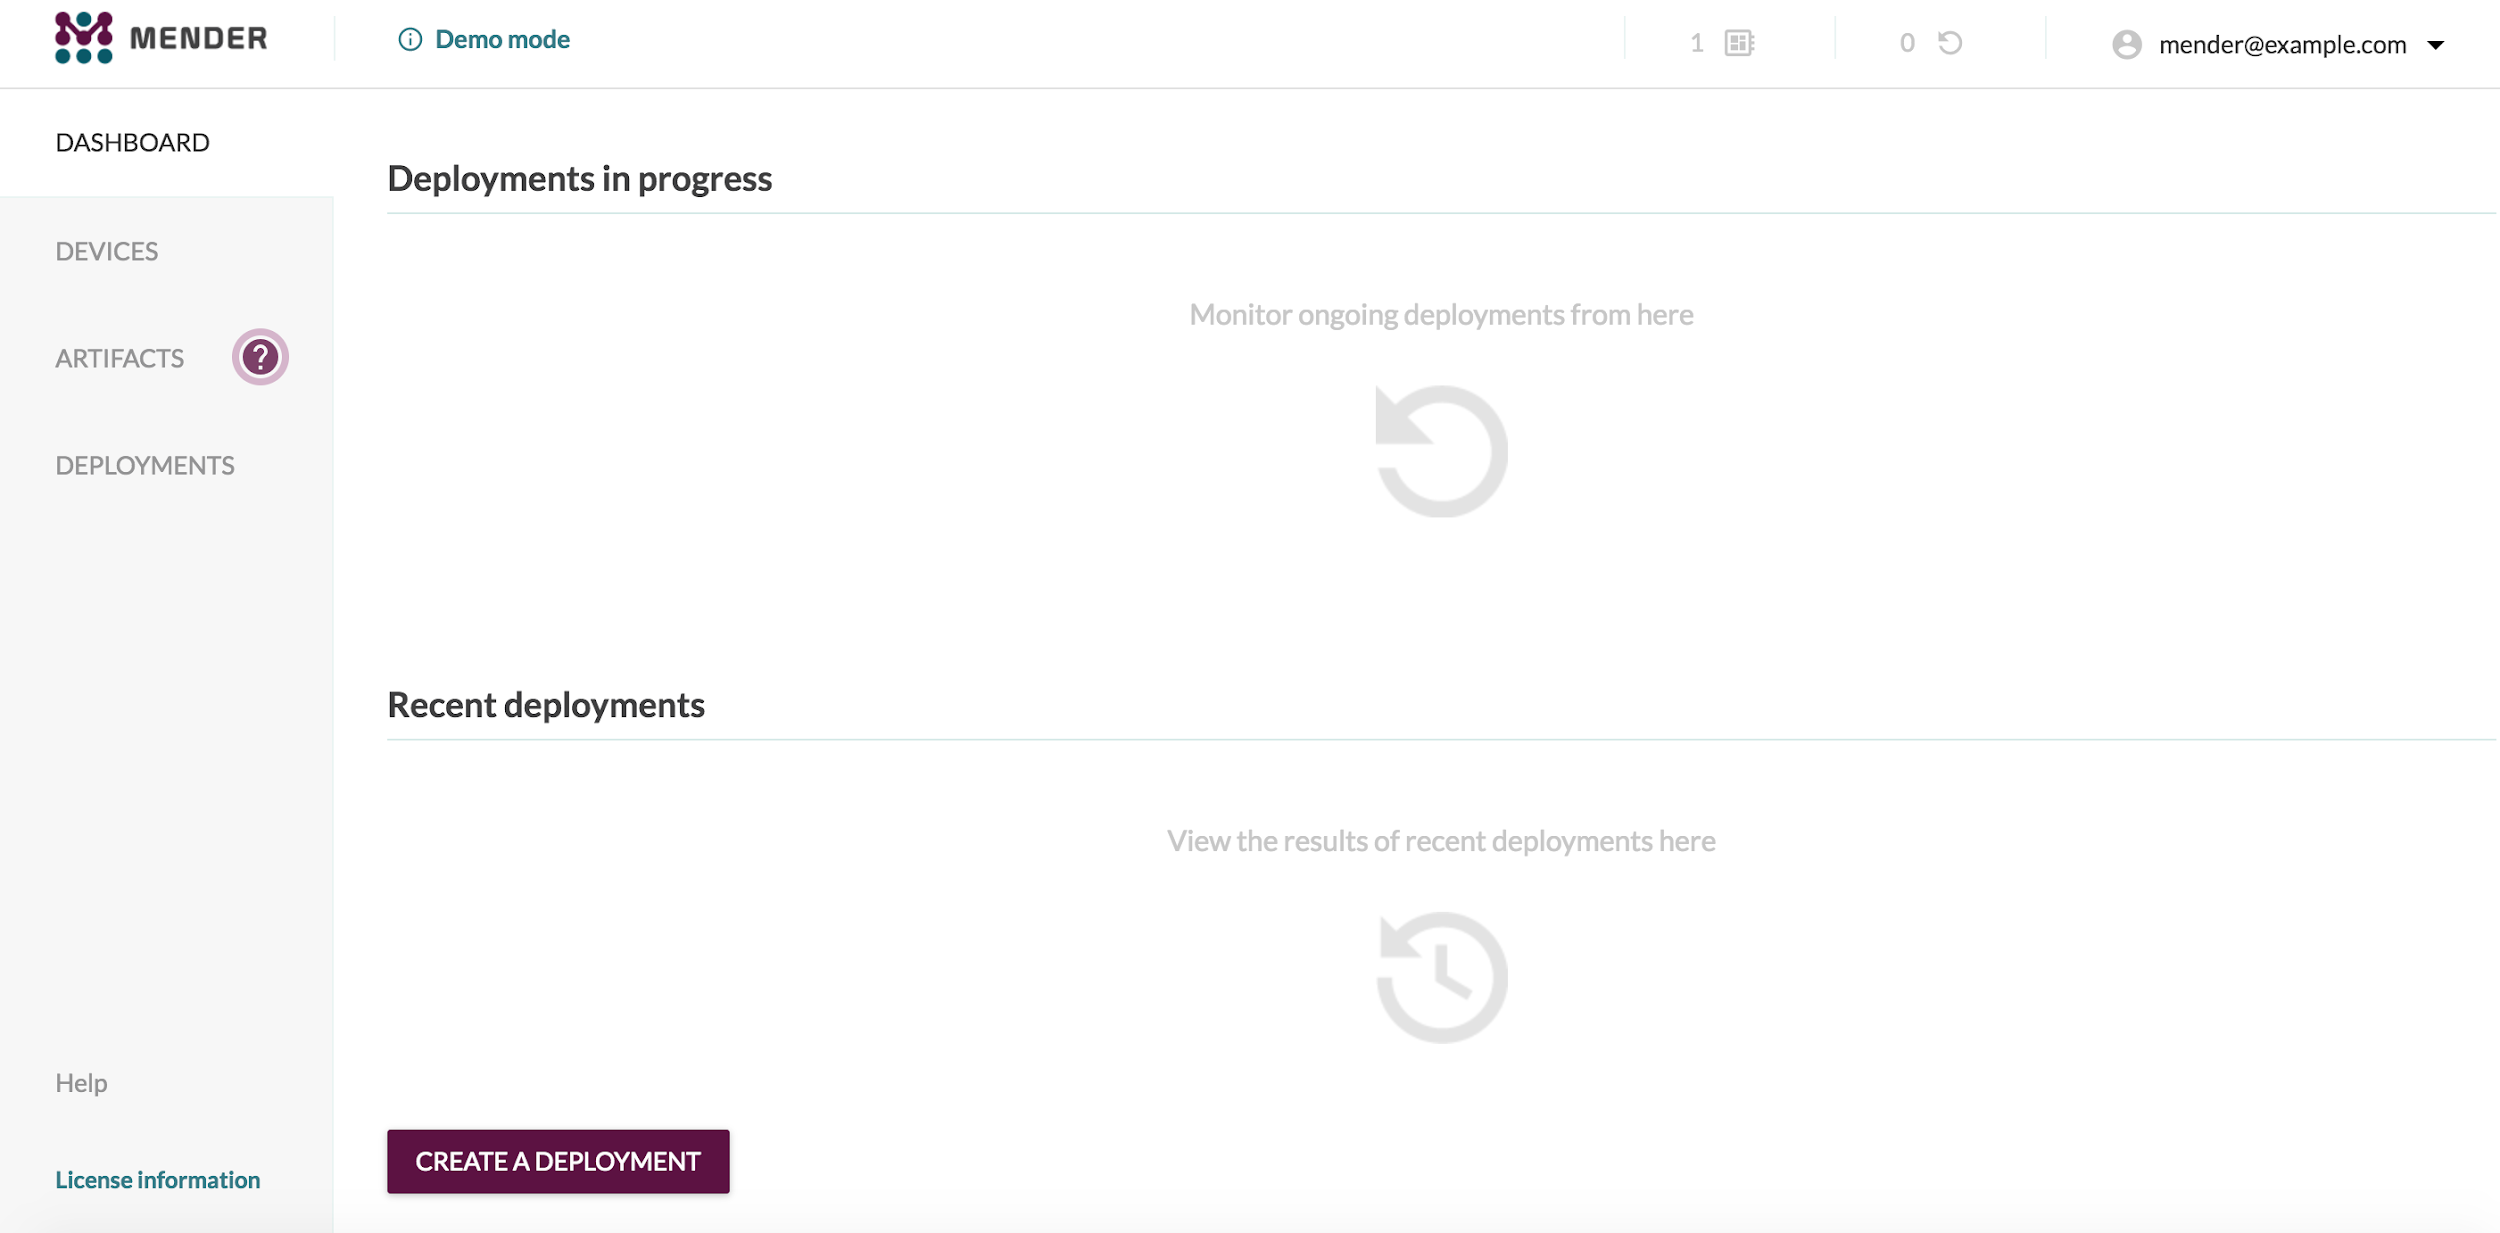 MENDER
Demo mode
1
0
mender@example.com
DASHBOARD
DEVICES
ARTIFACTS
?
DEPLOYMENTS
Deployments in progress
Monitor ongoing deployments from here
Recent deployments
View the results of recent deployments here
Help
License information
CREATE A DEPLOYMENT